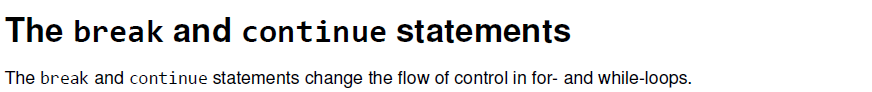 The break and continue statements
The break and continue statements change the flow of control in for- and while-loops.